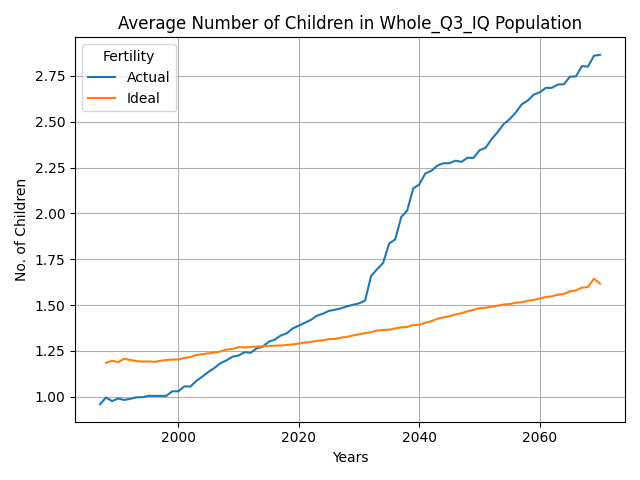 Average Number of Children in Whole_Q3_IQ Population
Fertility
Actual
Ideal
No. of Children
2.75
2.50
2.25
2.00
1.75
1.50
1.25
1.00
2000 2020 2040 2060
Years